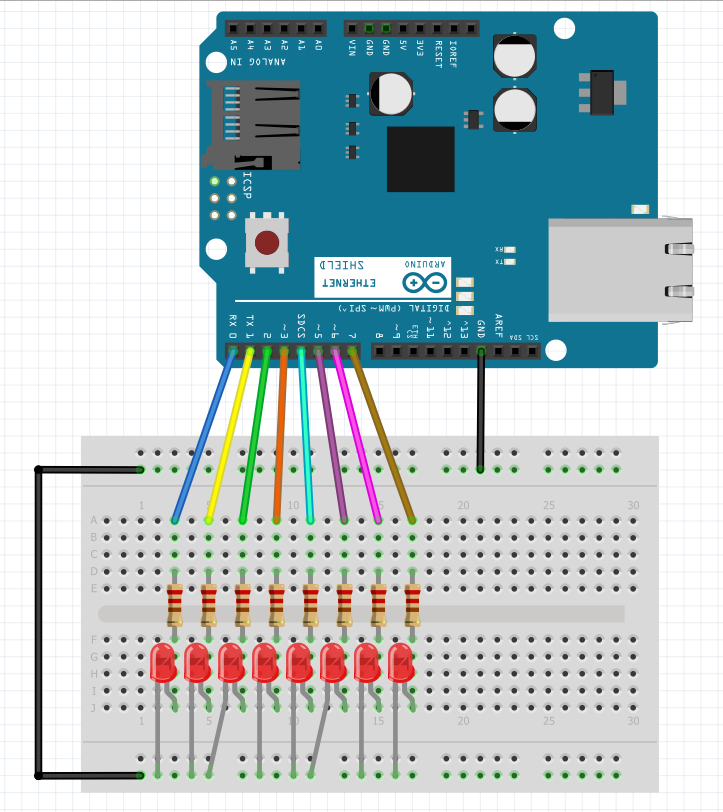 A5 A4 A3 A2 A1 A0 VIN GND GND 5V 3V3 RESET IOREF
ANALOG IN
ICSP
RX
TX
ETHERNET SHIELD
ARDUINO
DIGITAL (PWM~ SPI^)
RX 0 TX 1 2 ~3 SDCS ~5 ~6 7 8 ~9 ETH CS ~11 ^12 ^13 GND AREF SDA SCL
1 5 10 15 20 25 30
A
B
C
D
E
F
G
H
I
J
1 5 10 15 20 25 30